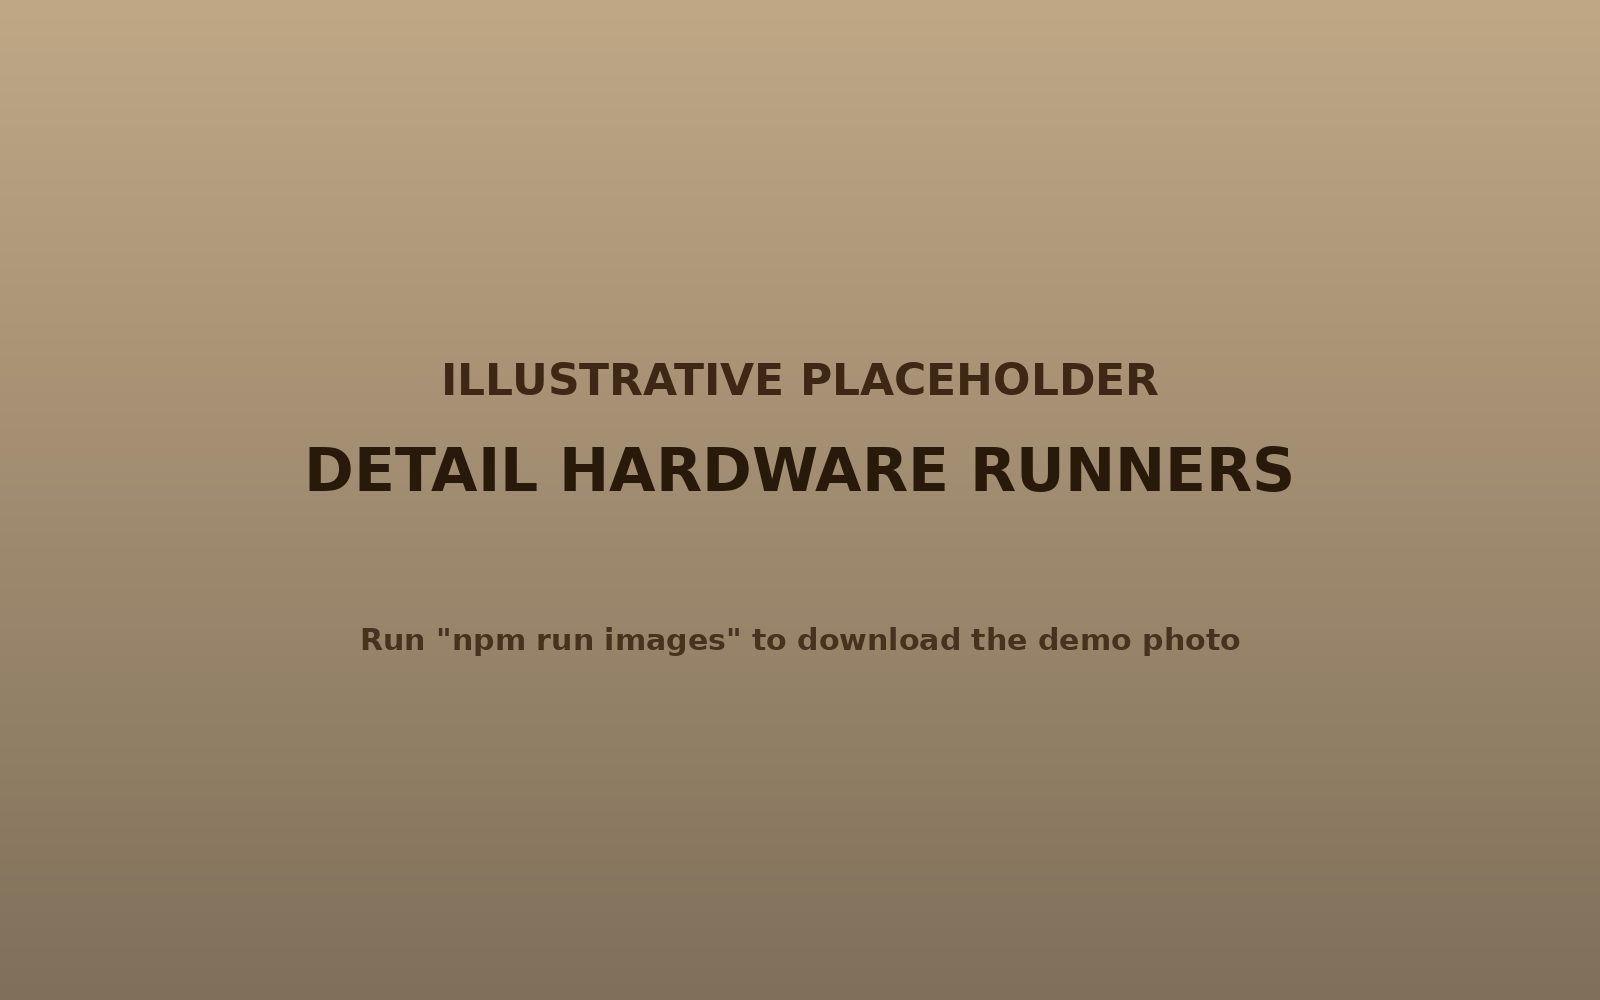 ILLUSTRATIVE PLACEHOLDER
DETAIL HARDWARE RUNNERS
Run "npm run images" to download the demo photo